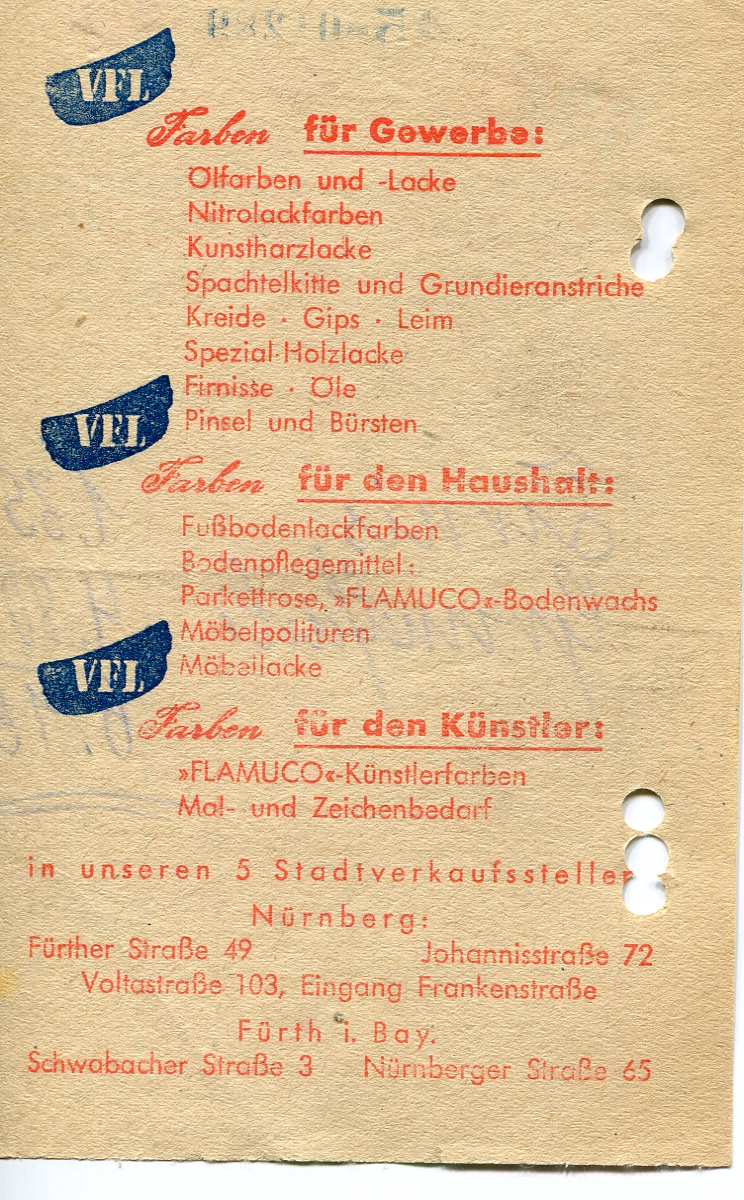 VFL
Farben für Gewerbe:
Ölfarben und -Lacke
Nitrolackfarben
Kunstharzlacke
Spachtelkitte und Grundieranstriche
Kreide · Gips · Leim
Spezial-Holzlacke
Firnisse · Öle
Pinsel und Bürsten
VFL
Farben für den Haushalt:
Fußbodenlackfarben
Bodenpflegemittel:
Parkettrose, »FLAMUCO«-Bodenwachs
Möbelpolituren
Möbellacke
VFL
Farben für den Künstler:
»FLAMUCO«-Künstlerfarben
Mal- und Zeichenbedarf
in unseren 5 Stadtverkaufsstellen
Nürnberg:
Fürther Straße 49 Johannisstraße 72
Voltastraße 103, Eingang Frankenstraße
Fürth i. Bay.
Schwabacher Straße 3 Nürnberger Straße 65